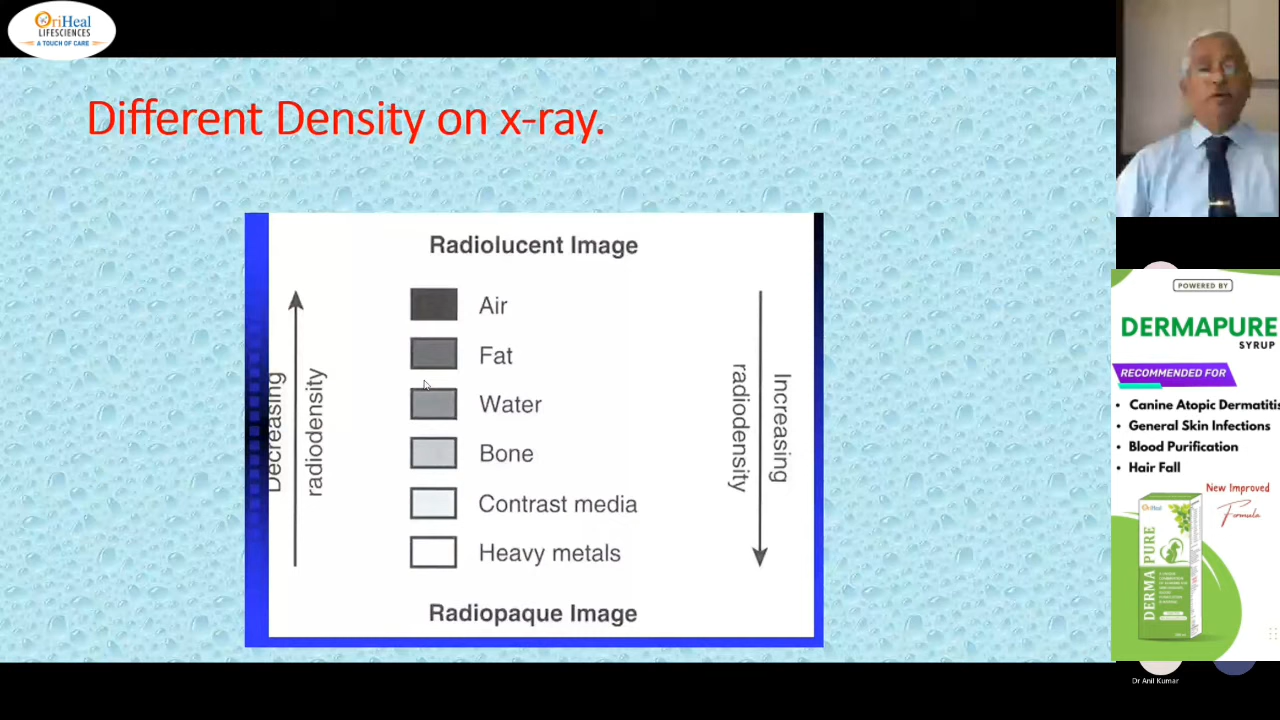 OriHeal
LIFESCIENCES
A TOUCH OF CARE
Different Density on x-ray.
Radiolucent Image
Air
Fat
Water
Bone
Contrast media
Heavy metals
Radiopaque Image
Decreasing
radiodensity
Increasing
radiodensity
POWERED BY
DERMAPURE
SYRUP
RECOMMENDED FOR
• Canine Atopic Dermatitis
• General Skin Infections
• Blood Purification
• Hair Fall
New Improved
Formula
OriHeal
DERMA PURE
Dr Anil Kumar